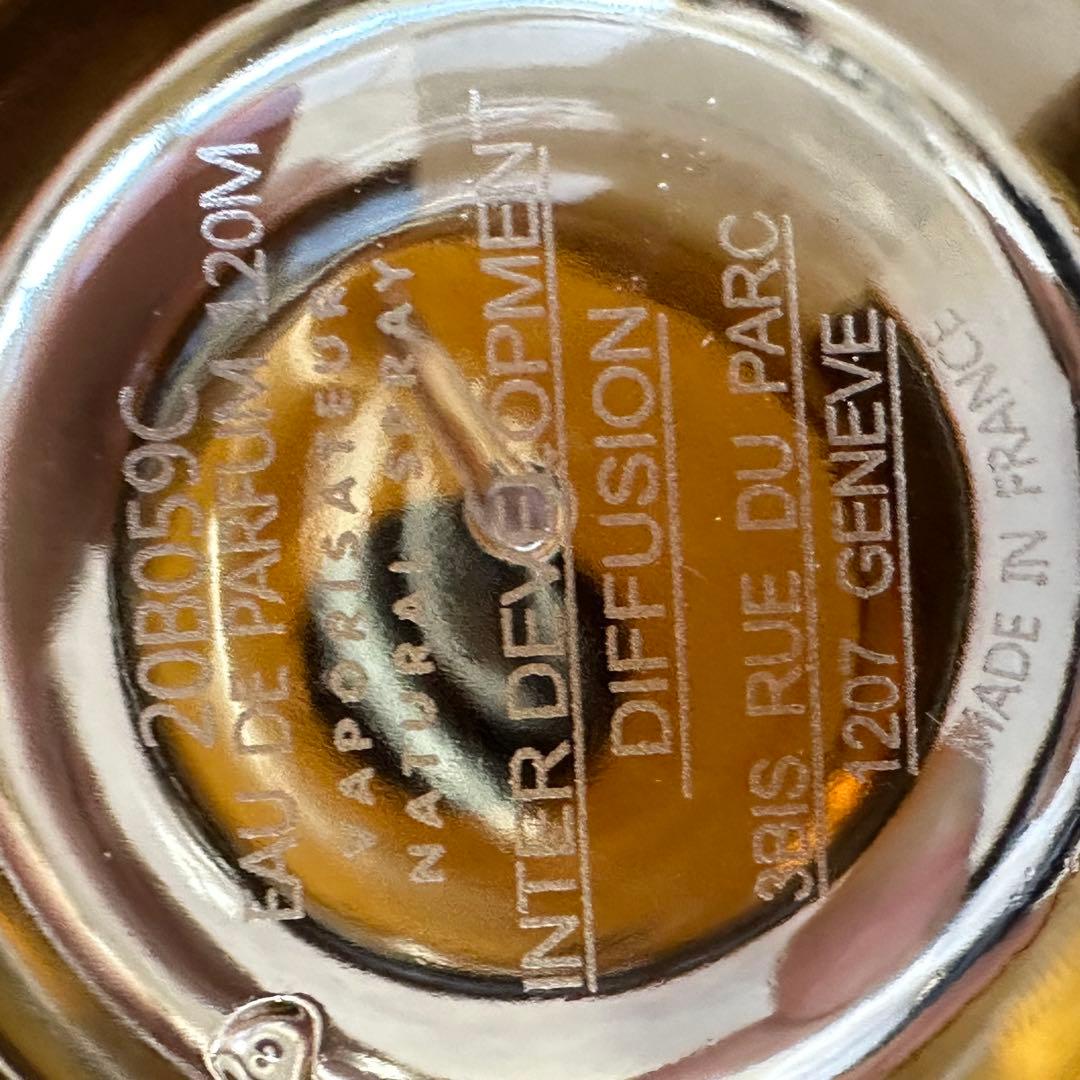 20B059C
EAU DE PARFUM 120M
VAPORISATEUR
NATURAL SPRAY
INTER DEVELOPMENT
DIFFUSION
3BIS RUE DU PARC
1207 GENEVE
MADE IN FRANCE